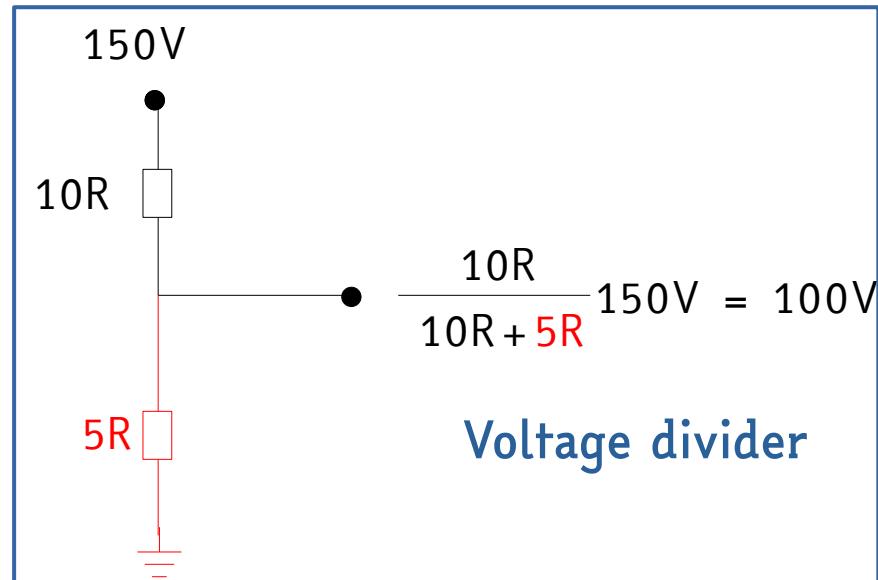 150V
10R
10R
10R+5R
150V = 100V
5R
Voltage divider